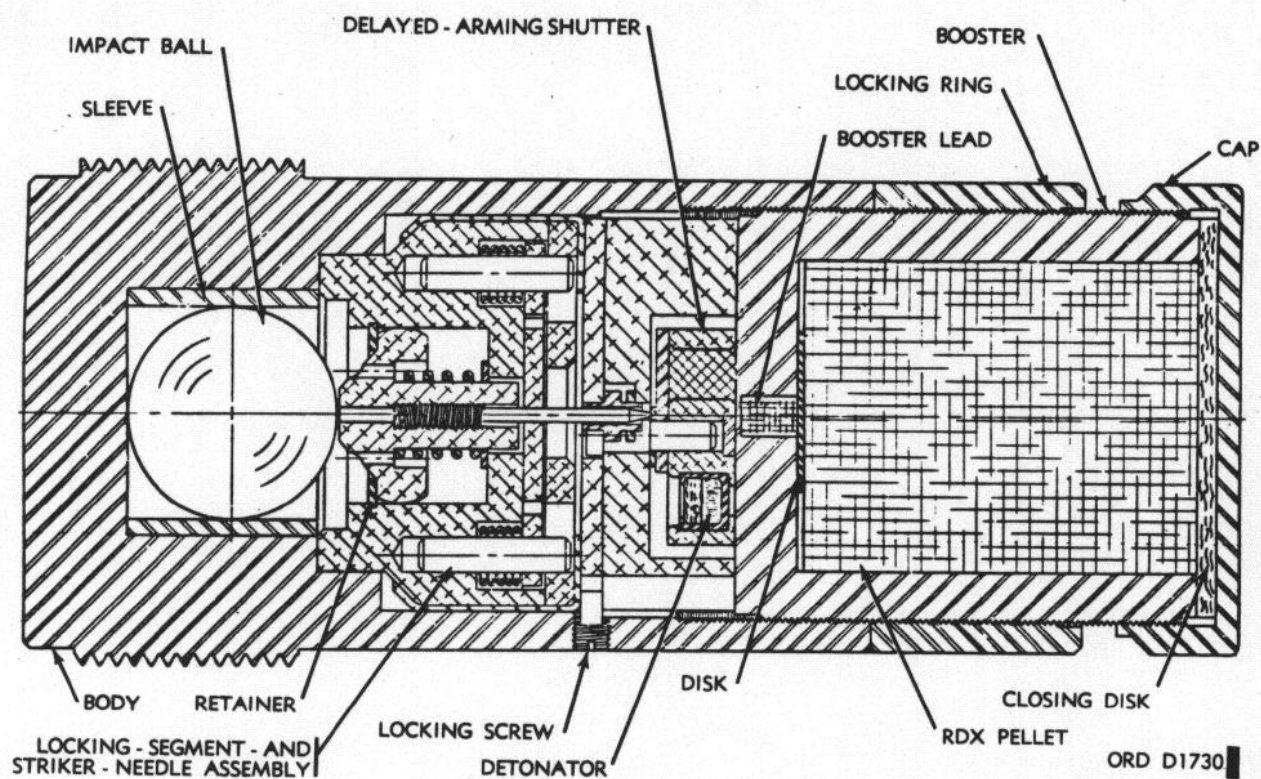 IMPACT BALL
SLEEVE
DELAYED - ARMING SHUTTER
BOOSTER
LOCKING RING
BOOSTER LEAD
CAP
BODY
RETAINER
LOCKING - SEGMENT - AND
STRIKER - NEEDLE ASSEMBLY
LOCKING SCREW
DETONATOR
DISK
RDX PELLET
CLOSING DISK
ORD D1730